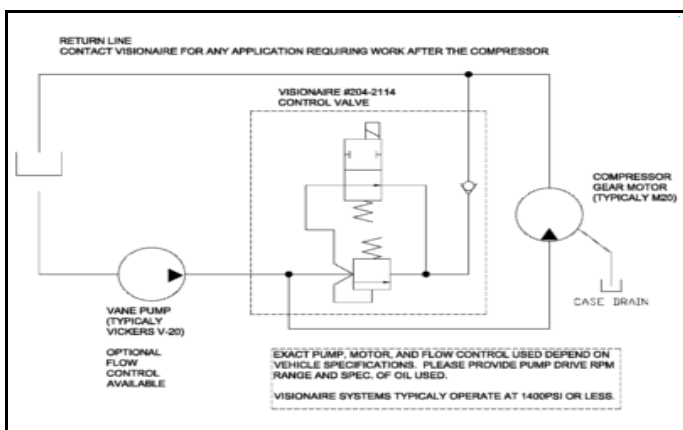 RETURN LINE
CONTACT VISIONAIRE FOR ANY APPLICATION REQUIRING WORK AFTER THE COMPRESSOR
VISIONAIRE #204-2114
CONTROL VALVE
COMPRESSOR
GEAR MOTOR
(TYPICALY M20)
CASE DRAIN
VANE PUMP
(TYPICALY
VICKERS V-20)
OPTIONAL
FLOW
CONTROL
AVAILABLE
EXACT PUMP, MOTOR, AND FLOW CONTROL USED DEPEND ON
VEHICLE SPECIFICATIONS. PLEASE PROVIDE PUMP DRIVE RPM
RANGE AND SPEC. OF OIL USED.
VISIONAIRE SYSTEMS TYPICALY OPERATE AT 1400PSI OR LESS.